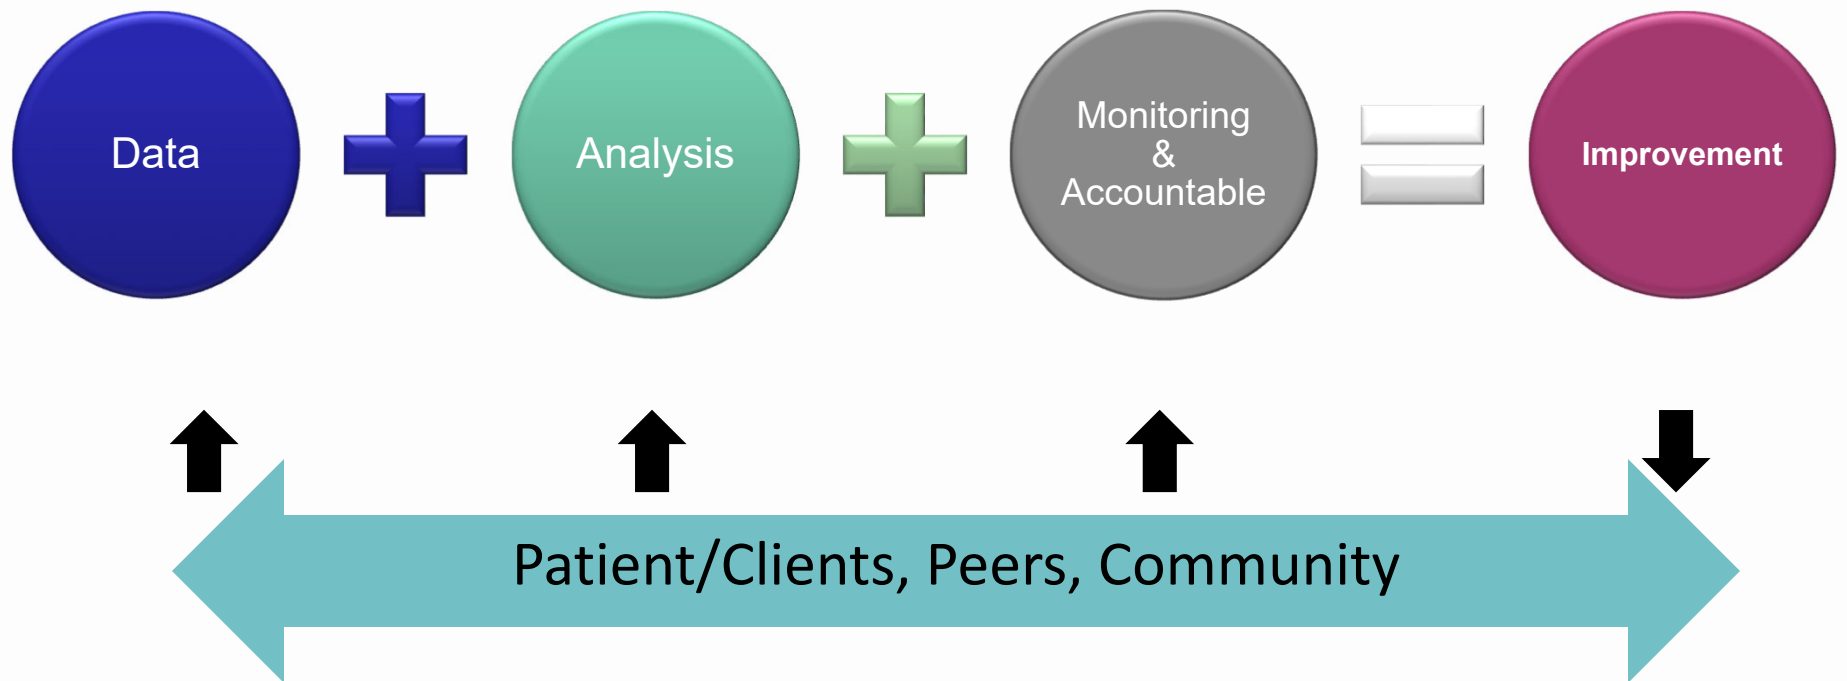 Data
Analysis
Monitoring
&
Accountable
Improvement
Patient/Clients, Peers, Community